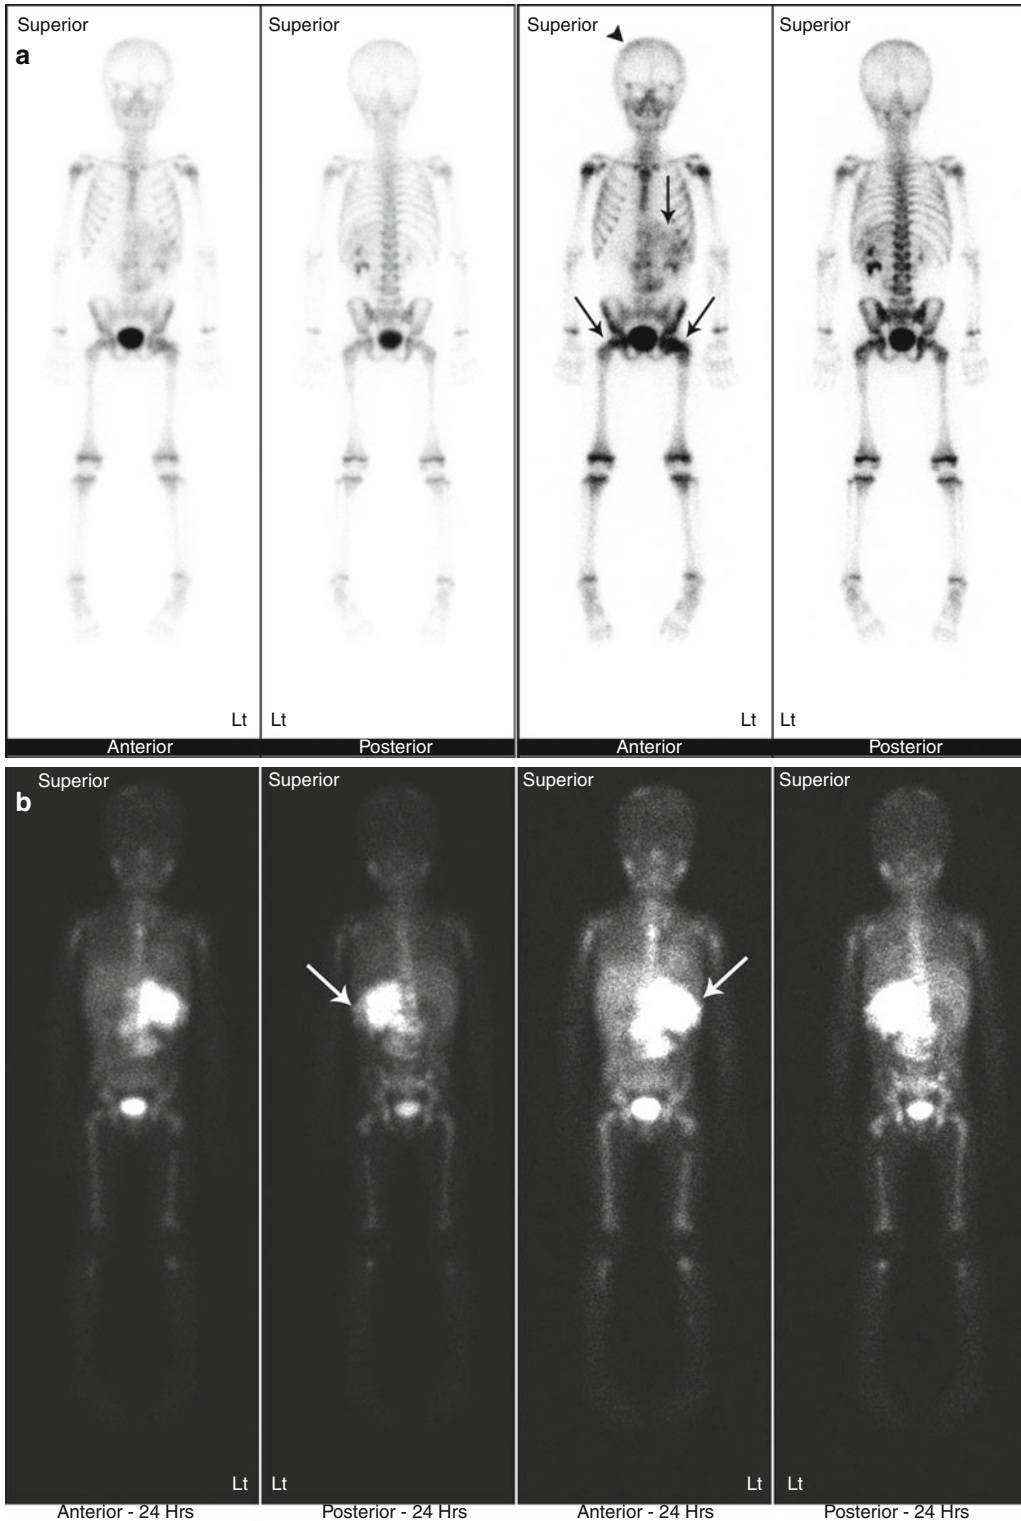 Superior Superior Superior Superior
a
Lt Lt Lt Lt
Anterior Posterior Anterior Posterior
Superior Superior Superior Superior
b
Lt Lt Lt Lt
Anterior - 24 Hrs Posterior - 24 Hrs Anterior - 24 Hrs Posterior - 24 Hrs